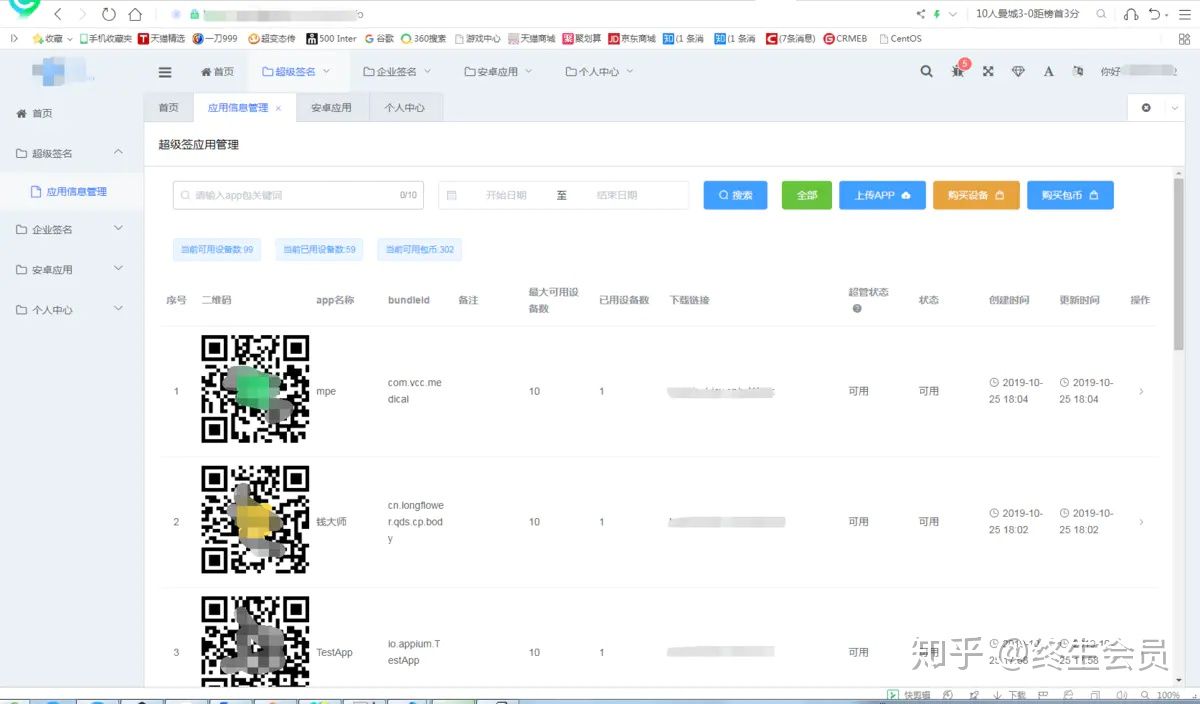 10人曼城3-0距榜首3分
收藏
手机收藏夹
天猫精选
一刀999
超变态传
500 Inter
谷歌
360搜索
游戏中心
天猫商城
聚划算
京东商城
(1 条消
(1 条消
(7条消息)
CRMEB
CentOS
首页
超级签名
企业签名
安卓应用
个人中心
5
A
你好
首页
应用信息管理
安卓应用
个人中心
首页
超级签名
应用信息管理
企业签名
安卓应用
个人中心
超级签应用管理
请输入app包关键词
0/10
开始日期
至
结束日期
搜索
全部
上传APP
购买设备
购买包币
当前可用设备数:99
当前已用设备数:59
当前可用包币:302
序号
二维码
app名称
bundleId
备注
最大可用设
备数
已用设备数
下载链接
超管状态
状态
创建时间
更新时间
操作
1
mpe
com.vcc.me
dical
10
1
可用
可用
2019-10-
25 18:04
2019-10-
25 18:04
2
钱大师
cn.longflowe
r.qds.cp.bod
y
10
1
可用
可用
2019-10-
25 18:02
2019-10-
25 18:02
3
TestApp
io.appium.T
estApp
10
1
可用
知乎 @终生会员
快剪辑
下载
100%